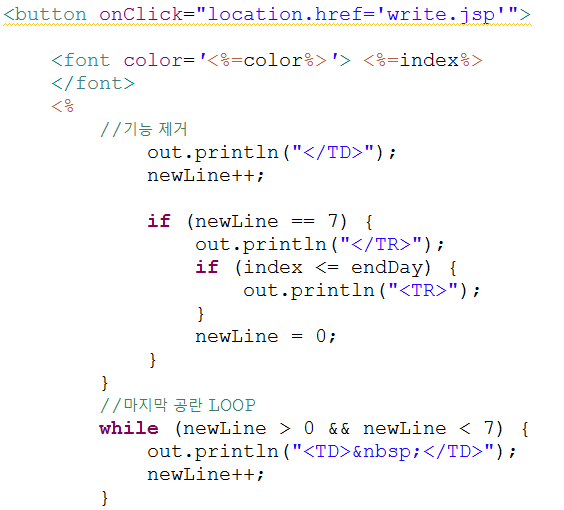 <button onClick="location.href='write.jsp'">
<font color='<%=color%>'> <%=index%>
</font>
<%
//기능 제거
out.println("</TD>");
newLine++;
if (newLine == 7) {
out.println("</TR>");
if (index <= endDay) {
out.println("<TR>");
}
newLine = 0;
}
}
//마지막 공란 LOOP
while (newLine > 0 && newLine < 7) {
out.println("<TD>&nbsp;</TD>");
newLine++;
}